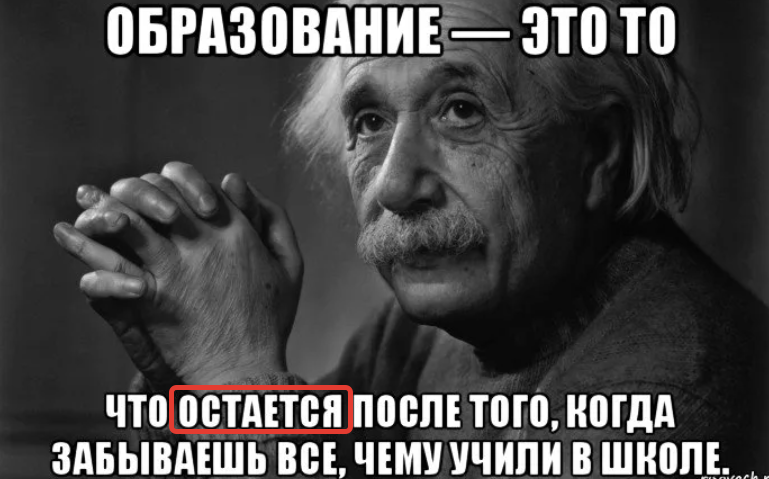 ОБРАЗОВАНИЕ — ЭТО ТО
ЧТО ОСТАЕТСЯ ПОСЛЕ ТОГО, КОГДА
ЗАБЫВАЕШЬ ВСЕ, ЧЕМУ УЧИЛИ В ШКОЛЕ.